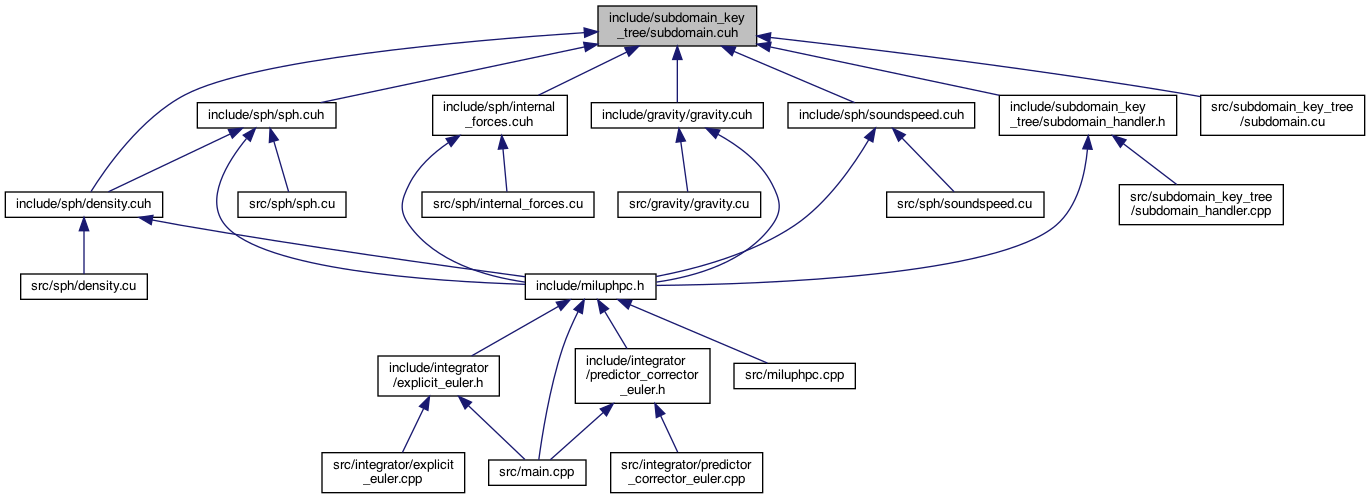 include/subdomain_key
_tree/subdomain.cuh
include/sph/sph.cuh
include/sph/internal
_forces.cuh
include/gravity/gravity.cuh
include/sph/soundspeed.cuh
include/subdomain_key
_tree/subdomain_handler.h
src/subdomain_key_tree
/subdomain.cu
include/sph/density.cuh
src/sph/sph.cu
src/sph/internal_forces.cu
src/gravity/gravity.cu
src/sph/soundspeed.cu
src/subdomain_key_tree
/subdomain_handler.cpp
src/sph/density.cu
include/miluphpc.h
include/integrator
/explicit_euler.h
include/integrator
/predictor_corrector
_euler.h
src/miluphpc.cpp
src/integrator/explicit
_euler.cpp
src/main.cpp
src/integrator/predictor
_corrector_euler.cpp